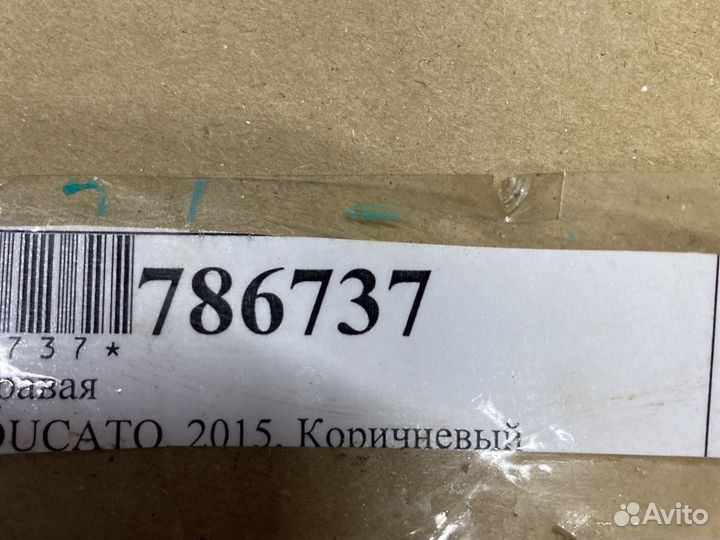 786737
737*
равая
DUCATO, 2015, Коричневый
Avito